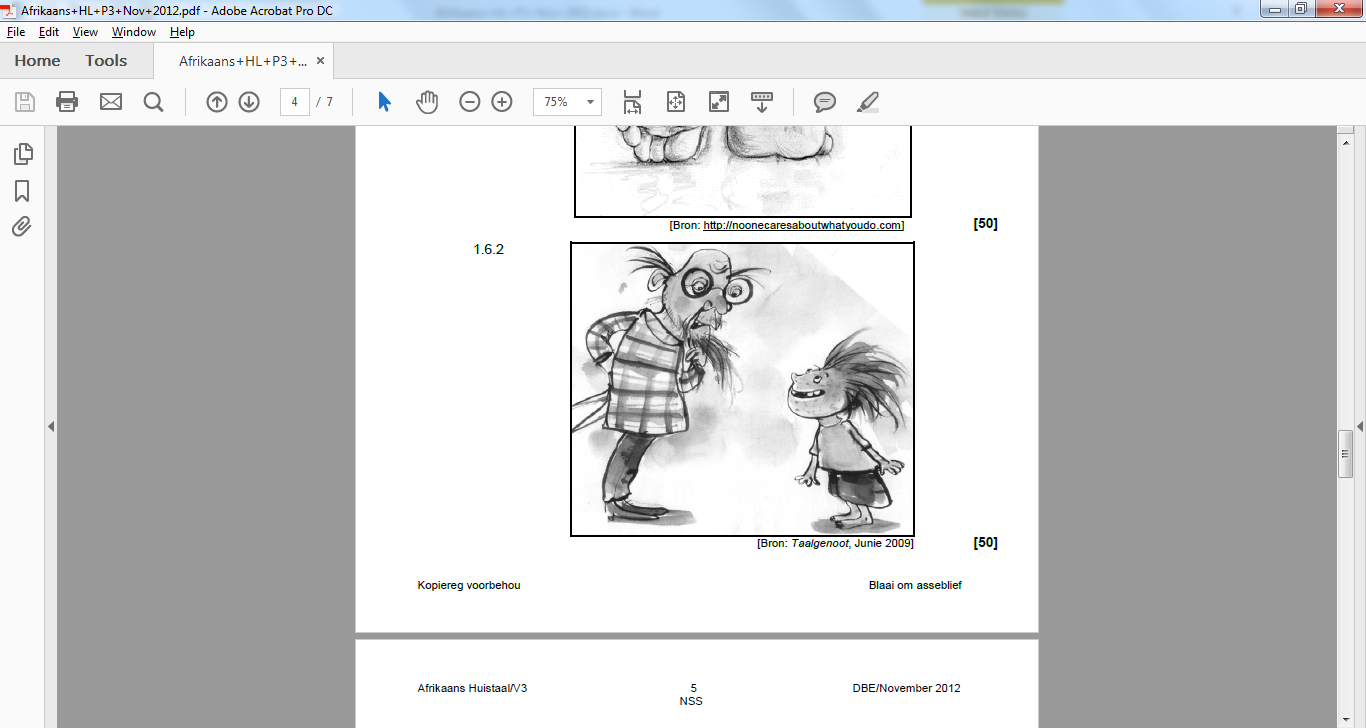 Afrikaans+HL+P3+Nov+2012.pdf - Adobe Acrobat Pro DC
File Edit View Window Help
Home Tools Afrikaans+HL+P3+... ×
4 / 7 75%
[Bron: http://noonecaresaboutwhatyoudo.com] [50]
1.6.2
[Bron: Taalgenoot, Junie 2009] [50]
Kopiereg voorbehou Blaai om asseblief
Afrikaans Huistaal/V3 5 DBE/November 2012
NSS